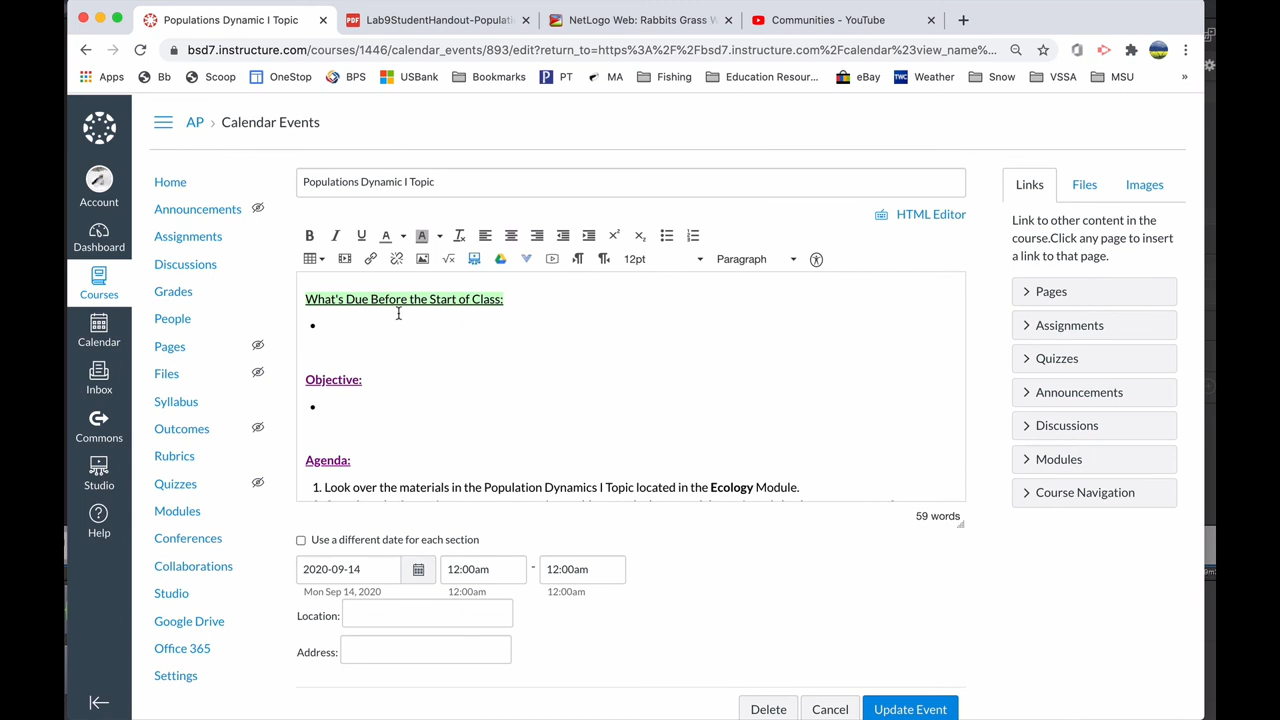 Populations Dynamic I Topic
Lab9StudentHandout-Populati
NetLogo Web: Rabbits Grass W
Communities - YouTube
bsd7.instructure.com/courses/1446/calendar_events/893/edit?return_to=https%3A%2F%2Fbsd7.instructure.com%2Fcalendar%23view_name%...
Apps Bb Scoop OneStop BPS USBank Bookmarks PT MA Fishing Education Resour... eBay Weather Snow VSSA MSU »
AP › Calendar Events
Account
Dashboard
Courses
Calendar
Inbox
Commons
Studio
Help
Home
Announcements
Assignments
Discussions
Grades
People
Pages
Files
Syllabus
Outcomes
Rubrics
Quizzes
Modules
Conferences
Collaborations
Studio
Google Drive
Office 365
Settings
Populations Dynamic I Topic
HTML Editor
12pt Paragraph
What's Due Before the Start of Class:
Objective:
Agenda:
1. Look over the materials in the Population Dynamics I Topic located in the Ecology Module.
59 words
Use a different date for each section
2020-09-14 12:00am - 12:00am
Mon Sep 14, 2020 12:00am 12:00am
Location:
Address:
Delete Cancel Update Event
Links Files Images
Link to other content in the
course.Click any page to insert
a link to that page.
Pages
Assignments
Quizzes
Announcements
Discussions
Modules
Course Navigation